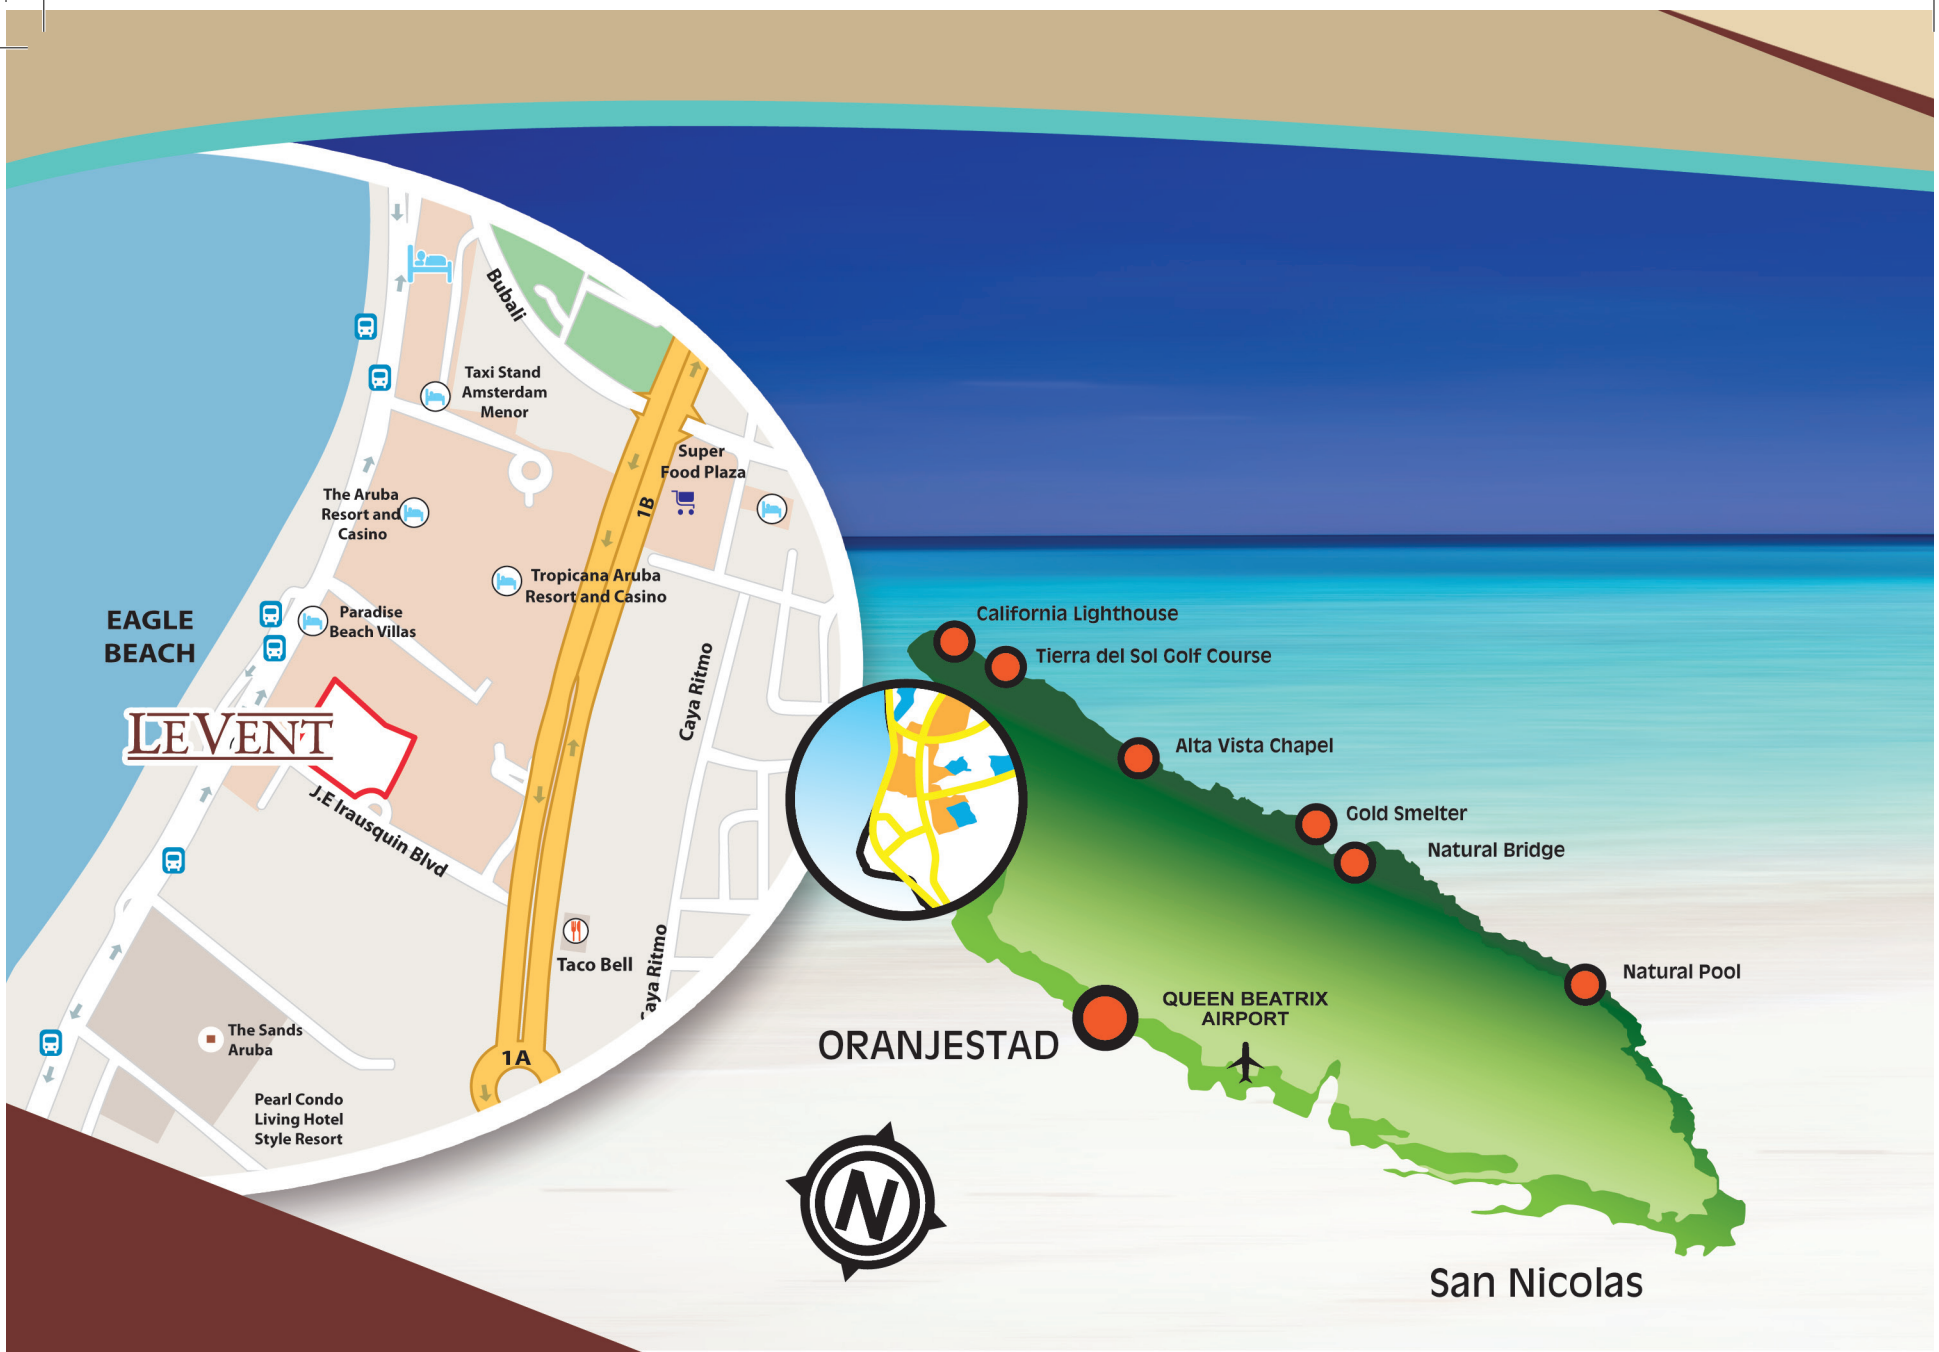 Bubali
Taxi Stand
Amsterdam
Menor
Super
Food Plaza
The Aruba
Resort and
Casino
1B
Tropicana Aruba
Resort and Casino
EAGLE
BEACH
Paradise
Beach Villas
Caya Ritmo
LEVENT
J.E Irausquin Blvd
Taco Bell
Caya Ritmo
The Sands
Aruba
1A
Pearl Condo
Living Hotel
Style Resort
California Lighthouse
Tierra del Sol Golf Course
Alta Vista Chapel
Gold Smelter
Natural Bridge
Natural Pool
QUEEN BEATRIX
AIRPORT
ORANJESTAD
N
San Nicolas